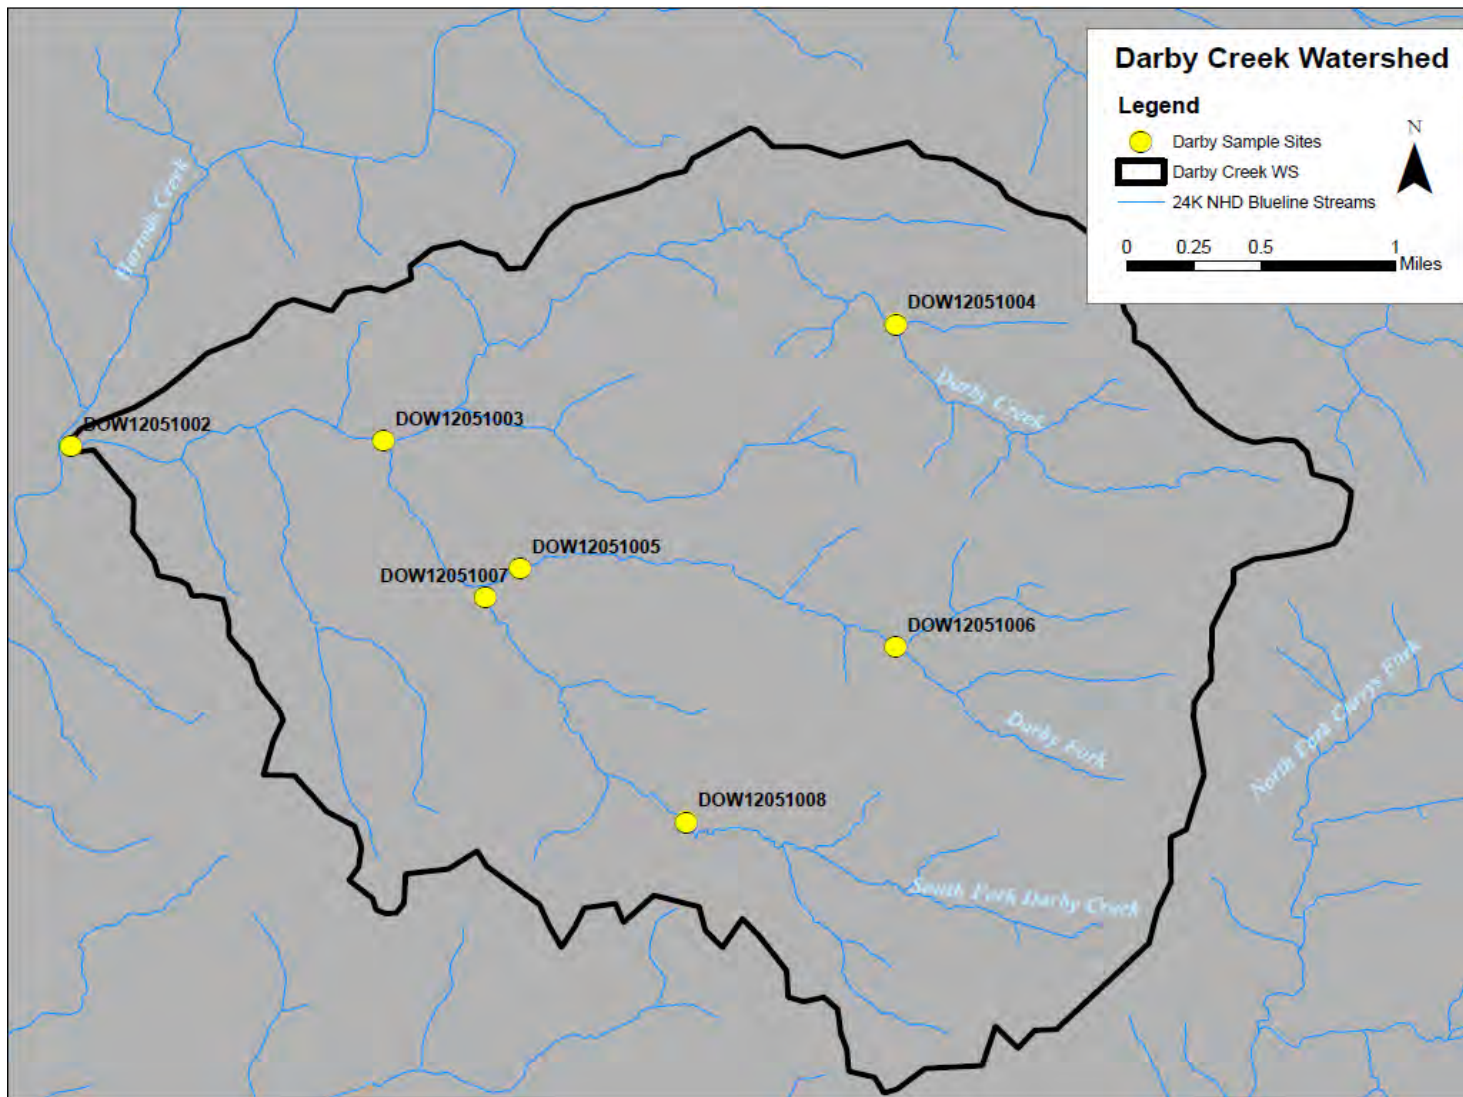 Darby Creek Watershed
Legend
N
Darby Sample Sites
Darby Creek WS
24K NHD Blueline Streams
0 0.25 0.5 1
Miles
Harrods Creek
DOW12051004
Darby Creek
DOW12051002
DOW12051003
DOW12051005
DOW12051007
DOW12051006
North Fork Currys Fork
Darby Fork
DOW12051008
South Fork Darby Creek